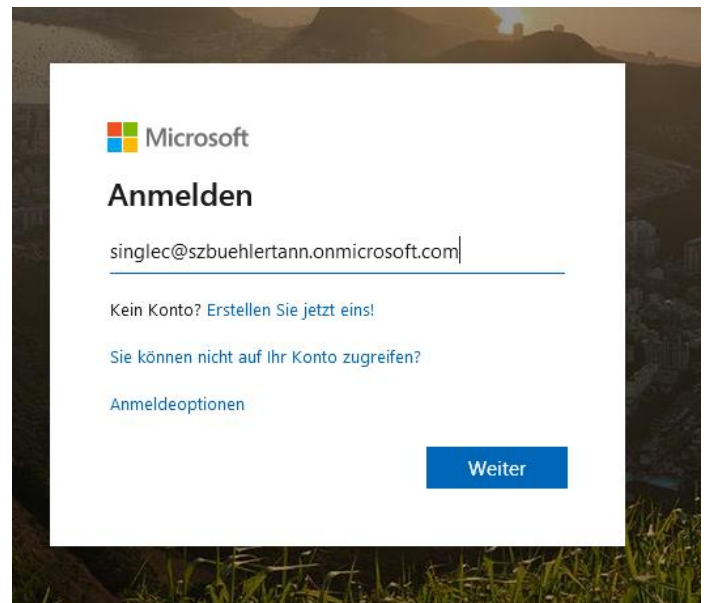 Microsoft
Anmelden
singlec@szbuehlertann.onmicrosoft.com
Kein Konto? Erstellen Sie jetzt eins!
Sie können nicht auf Ihr Konto zugreifen?
Anmeldeoptionen
Weiter